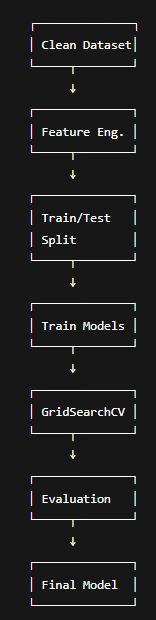 Clean Dataset
Feature Eng.
Train/Test
Split
Train Models
GridSearchCV
Evaluation
Final Model